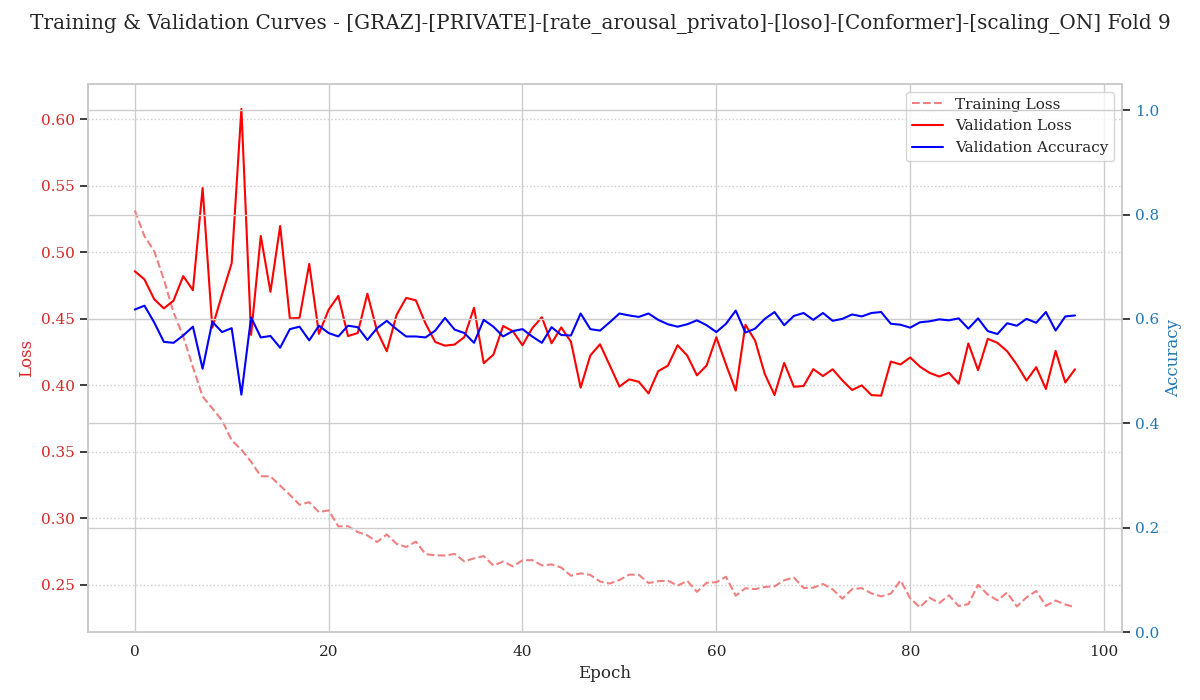 Training & Validation Curves - [GRAZ]-[PRIVATE]-[rate_arousal_privato]-[loso]-[Conformer]-[scaling_ON] Fold 9
Training Loss
Validation Loss
Validation Accuracy
0.60
0.55
0.50
0.45
0.40
0.35
0.30
0.25
Loss
1.0
0.8
0.6
0.4
0.2
0.0
Accuracy
0
20
40
60
80
100
Epoch